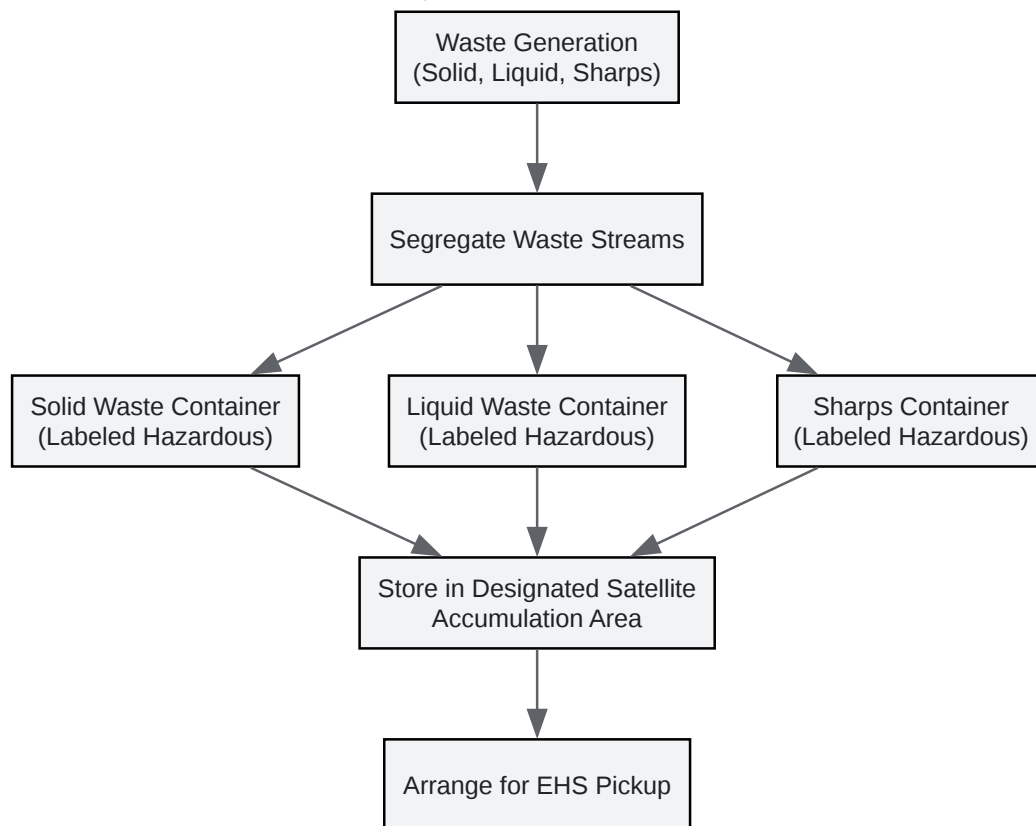 Waste Generation
(Solid, Liquid, Sharps)
Segregate Waste Streams
Solid Waste Container
(Labeled Hazardous)
Liquid Waste Container
(Labeled Hazardous)
Sharps Container
(Labeled Hazardous)
Store in Designated Satellite
Accumulation Area
Arrange for EHS Pickup